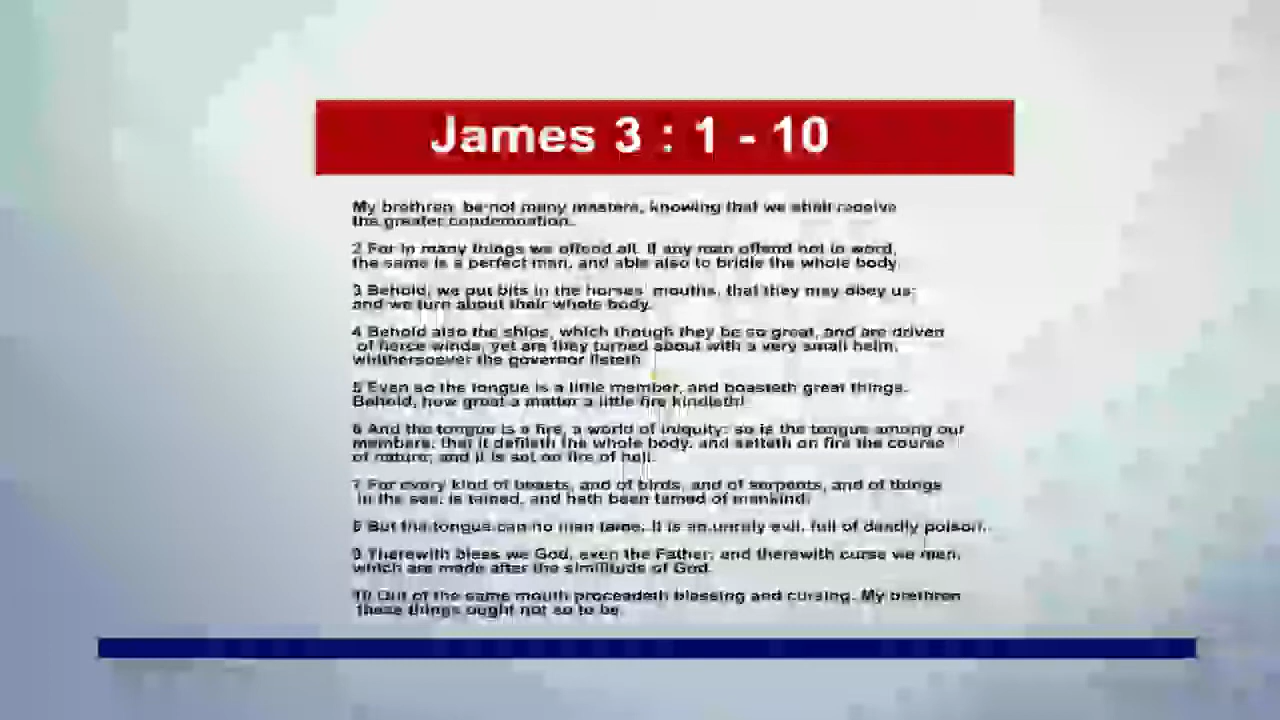 James 3 : 1 - 10
My brethren, be not many masters, knowing that we shall receive
the greater condemnation.
2 For in many things we offend all. If any man offend not in word,
the same is a perfect man, and able also to bridle the whole body.
3 Behold, we put bits in the horses' mouths, that they may obey us;
and we turn about their whole body.
4 Behold also the ships, which though they be so great, and are driven
of fierce winds, yet are they turned about with a very small helm,
whithersoever the governor listeth.
5 Even so the tongue is a little member, and boasteth great things.
Behold, how great a matter a little fire kindleth!
6 And the tongue is a fire, a world of iniquity: so is the tongue among our
members, that it defileth the whole body, and setteth on fire the course
of nature; and it is set on fire of hell.
7 For every kind of beasts, and of birds, and of serpents, and of things
in the sea, is tamed, and hath been tamed of mankind:
8 But the tongue can no man tame; it is an unruly evil, full of deadly poison.
9 Therewith bless we God, even the Father; and therewith curse we men,
which are made after the similitude of God.
10 Out of the same mouth proceedeth blessing and cursing. My brethren
these things ought not so to be.